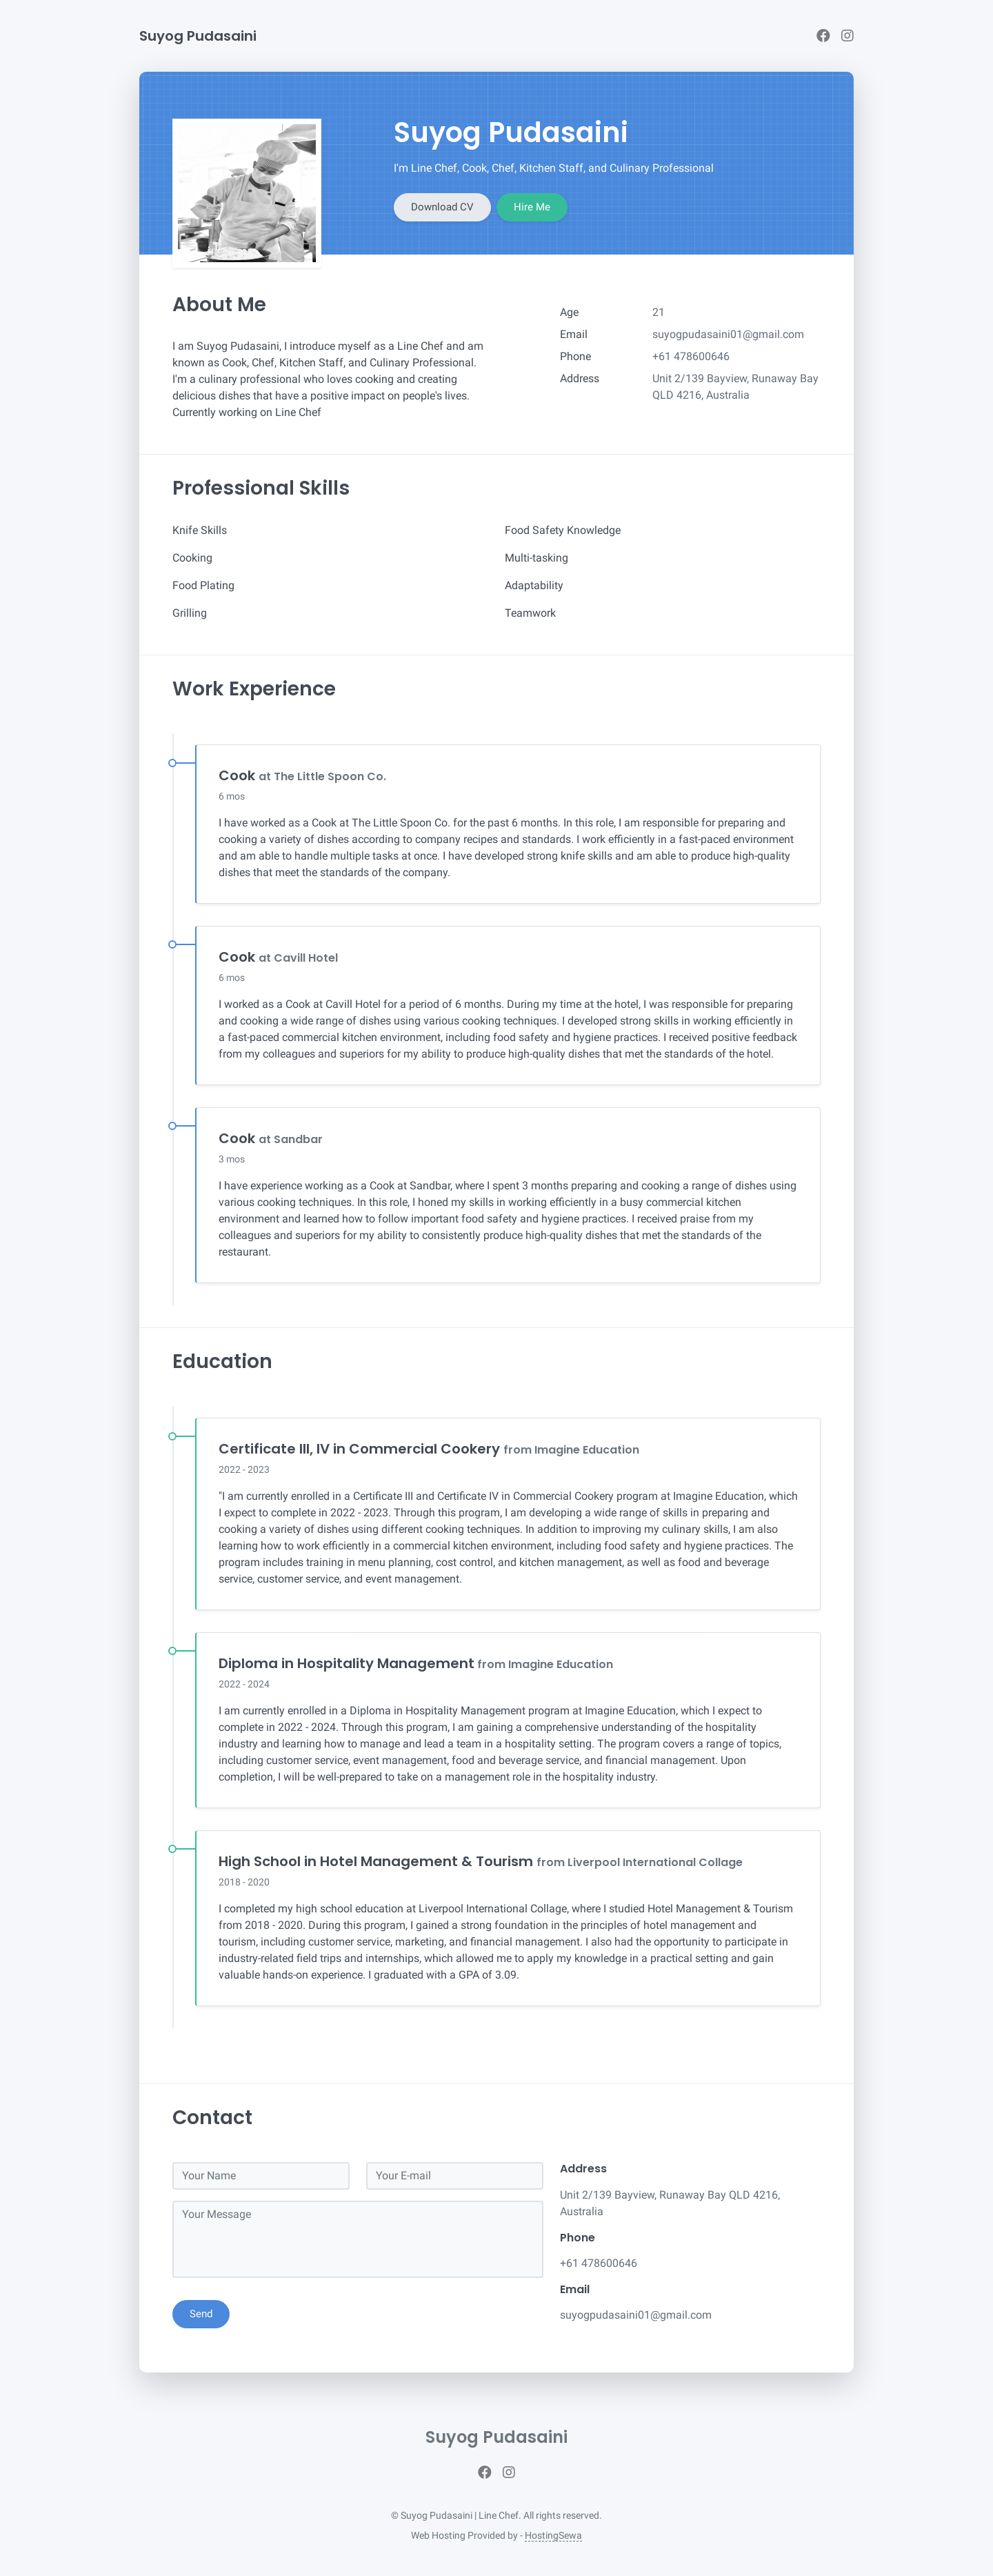 Suyog Pudasaini
Suyog Pudasaini
I'm Line Chef, Cook, Chef, Kitchen Staff, and Culinary Professional
Download CV
Hire Me
About Me
I am Suyog Pudasaini, I introduce myself as a Line Chef and am
known as Cook, Chef, Kitchen Staff, and Culinary Professional.
I'm a culinary professional who loves cooking and creating
delicious dishes that have a positive impact on people's lives.
Currently working on Line Chef
Age 21
Email suyogpudasaini01@gmail.com
Phone +61 478600646
Address Unit 2/139 Bayview, Runaway Bay
QLD 4216, Australia
Professional Skills
Knife Skills
Cooking
Food Plating
Grilling
Food Safety Knowledge
Multi-tasking
Adaptability
Teamwork
Work Experience
Cook at The Little Spoon Co.
6 mos
I have worked as a Cook at The Little Spoon Co. for the past 6 months. In this role, I am responsible for preparing and
cooking a variety of dishes according to company recipes and standards. I work efficiently in a fast-paced environment
and am able to handle multiple tasks at once. I have developed strong knife skills and am able to produce high-quality
dishes that meet the standards of the company.
Cook at Cavill Hotel
6 mos
I worked as a Cook at Cavill Hotel for a period of 6 months. During my time at the hotel, I was responsible for preparing
and cooking a wide range of dishes using various cooking techniques. I developed strong skills in working efficiently in
a fast-paced commercial kitchen environment, including food safety and hygiene practices. I received positive feedback
from my colleagues and superiors for my ability to produce high-quality dishes that met the standards of the hotel.
Cook at Sandbar
3 mos
I have experience working as a Cook at Sandbar, where I spent 3 months preparing and cooking a range of dishes using
various cooking techniques. In this role, I honed my skills in working efficiently in a busy commercial kitchen
environment and learned how to follow important food safety and hygiene practices. I received praise from my
colleagues and superiors for my ability to consistently produce high-quality dishes that met the standards of the
restaurant.
Education
Certificate III, IV in Commercial Cookery from Imagine Education
2022 - 2023
"I am currently enrolled in a Certificate III and Certificate IV in Commercial Cookery program at Imagine Education, which
I expect to complete in 2022 - 2023. Through this program, I am developing a wide range of skills in preparing and
cooking a variety of dishes using different cooking techniques. In addition to improving my culinary skills, I am also
learning how to work efficiently in a commercial kitchen environment, including food safety and hygiene practices. The
program includes training in menu planning, cost control, and kitchen management, as well as food and beverage
service, customer service, and event management.
Diploma in Hospitality Management from Imagine Education
2022 - 2024
I am currently enrolled in a Diploma in Hospitality Management program at Imagine Education, which I expect to
complete in 2022 - 2024. Through this program, I am gaining a comprehensive understanding of the hospitality
industry and learning how to manage and lead a team in a hospitality setting. The program covers a range of topics,
including customer service, event management, food and beverage service, and financial management. Upon
completion, I will be well-prepared to take on a management role in the hospitality industry.
High School in Hotel Management & Tourism from Liverpool International Collage
2018 - 2020
I completed my high school education at Liverpool International Collage, where I studied Hotel Management & Tourism
from 2018 - 2020. During this program, I gained a strong foundation in the principles of hotel management and
tourism, including customer service, marketing, and financial management. I also had the opportunity to participate in
industry-related field trips and internships, which allowed me to apply my knowledge in a practical setting and gain
valuable hands-on experience. I graduated with a GPA of 3.09.
Contact
Your Name
Your E-mail
Your Message
Send
Address
Unit 2/139 Bayview, Runaway Bay QLD 4216,
Australia
Phone
+61 478600646
Email
suyogpudasaini01@gmail.com
Suyog Pudasaini
© Suyog Pudasaini | Line Chef. All rights reserved.
Web Hosting Provided by - HostingSewa